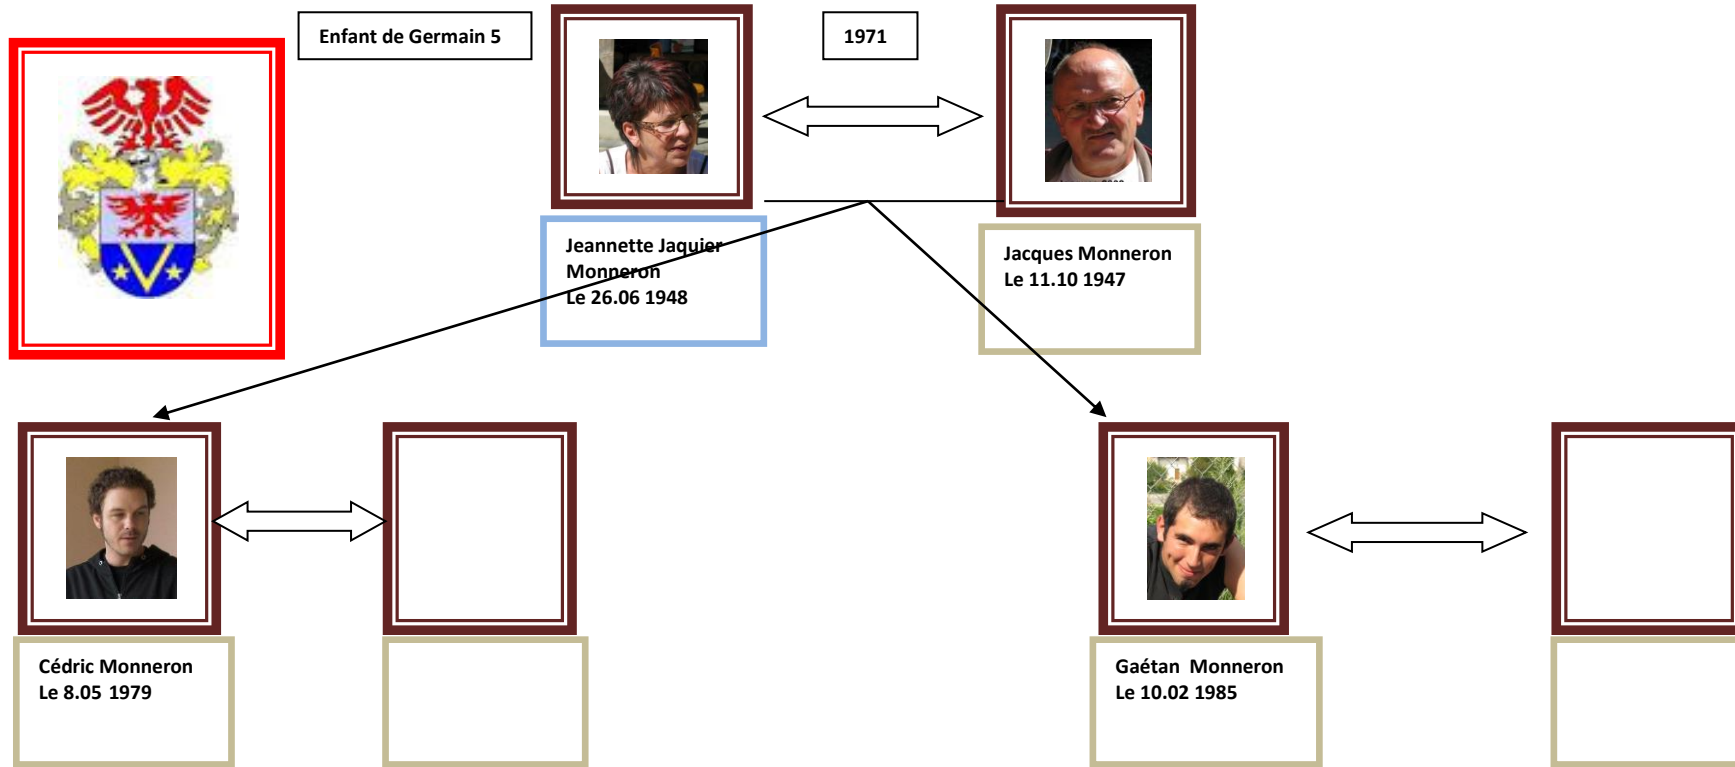 Enfant de Germain 5
1971
Jeannette Jaquier
Monneron
Le 26.06 1948
Jacques Monneron
Le 11.10 1947
Cédric Monneron
Le 8.05 1979
Gaétan  Monneron
Le 10.02 1985